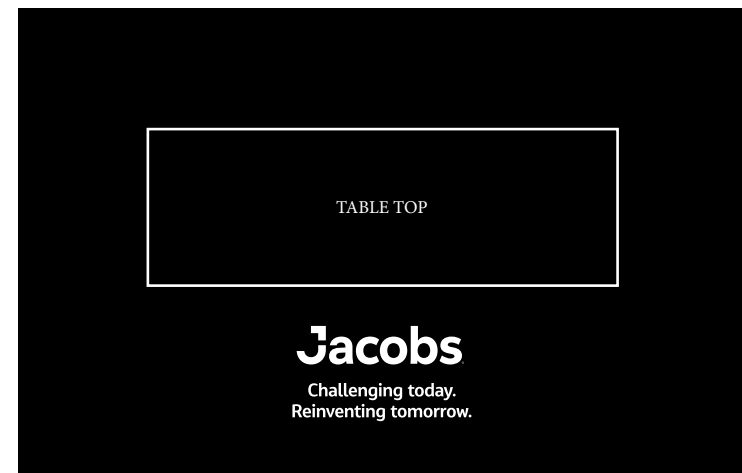 TABLE TOP
Jacobs
Challenging today.
Reinventing tomorrow.